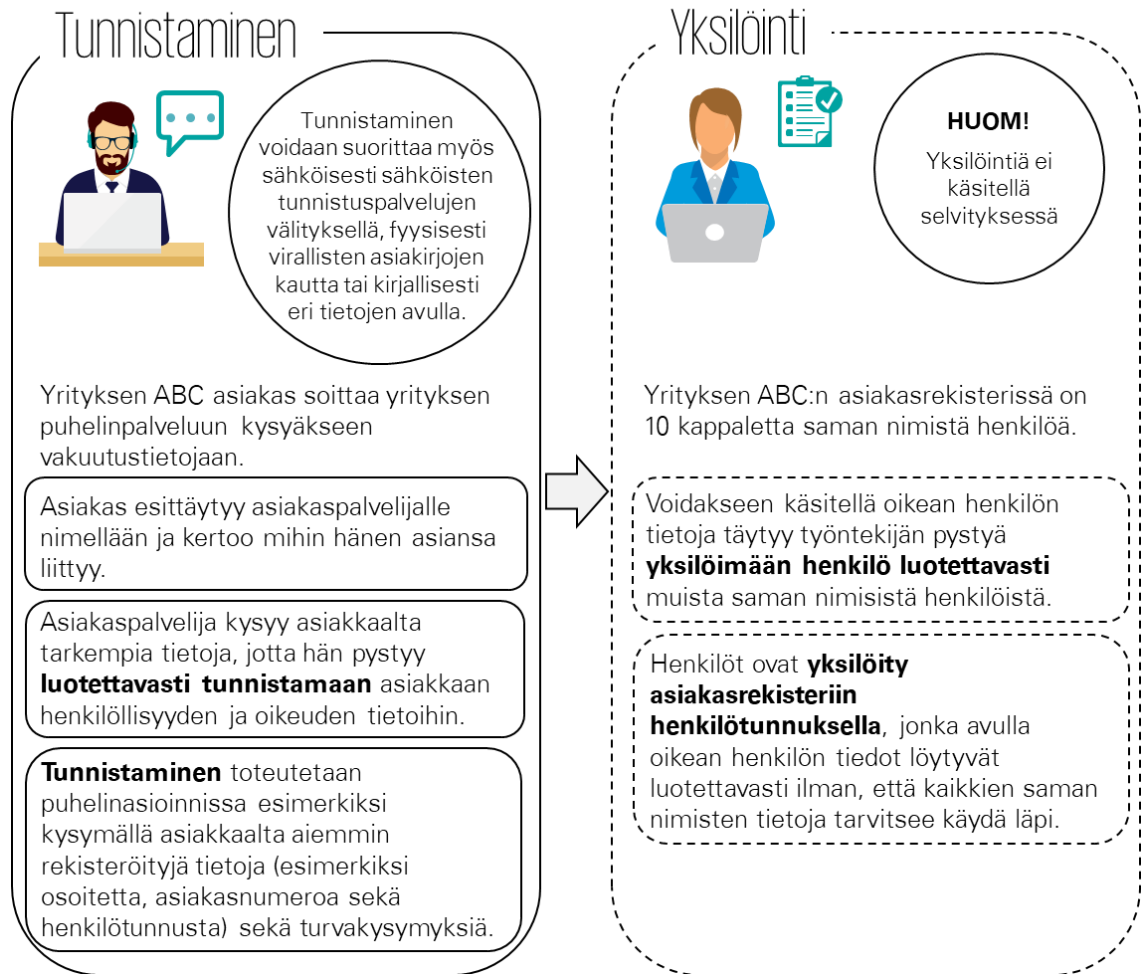 Tunnistaminen
Tunnistaminen
voidaan suorittaa myös
sähköisesti sähköisten
tunnistuspalvelujen
välityksellä, fyysisesti
virallisten asiakirjojen
kautta tai kirjallisesti
eri tietojen avulla.
Yrityksen ABC asiakas soittaa yrityksen
puhelinpalveluun kysyäkseen
vakuutustietojaan.
Asiakas esittäytyy asiakaspalvelijalle
nimellään ja kertoo mihin hänen asiansa
liittyy.
Asiakaspalvelija kysyy asiakkaalta
tarkempia tietoja, jotta hän pystyy
luotettavasti tunnistamaan asiakkaan
henkilöllisyyden ja oikeuden tietoihin.
Tunnistaminen toteutetaan
puhelinasioinnissa esimerkiksi
kysymällä asiakkaalta aiemmin
rekisteröityjä tietoja (esimerkiksi
osoitetta, asiakasnumeroa sekä
henkilötunnusta) sekä turvakysymyksiä.
Yksilöinti
HUOM!
Yksilöintiä ei
käsitellä
selvityksessä
Yrityksen ABC:n asiakasrekisterissä on
10 kappaletta saman nimistä henkilöä.
Voidakseen käsitellä oikean henkilön
tietoja täytyy työntekijän pystyä
yksilöimään henkilö luotettavasti
muista saman nimisistä henkilöistä.
Henkilöt ovat yksilöity
asiakasrekisteriin
henkilötunnuksella, jonka avulla
oikean henkilön tiedot löytyvät
luotettavasti ilman, että kaikkien saman
nimisten tietoja tarvitsee käydä läpi.